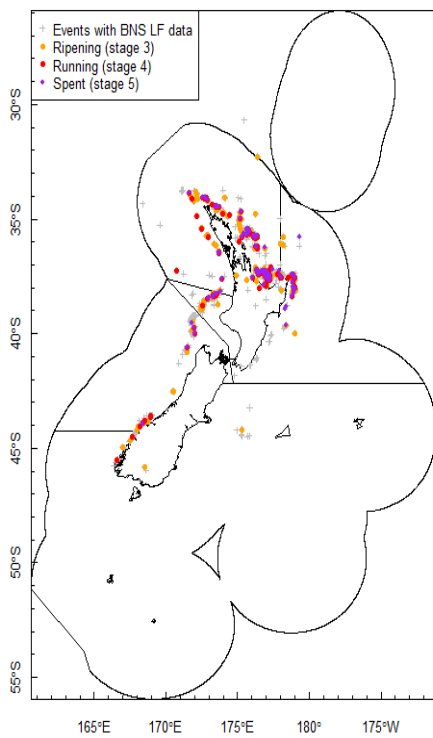 Events with BNS LF data
Ripening (stage 3)
Running (stage 4)
Spent (stage 5)
30°S
35°S
40°S
45°S
50°S
55°S
165°E
170°E
175°E
180°
175°W